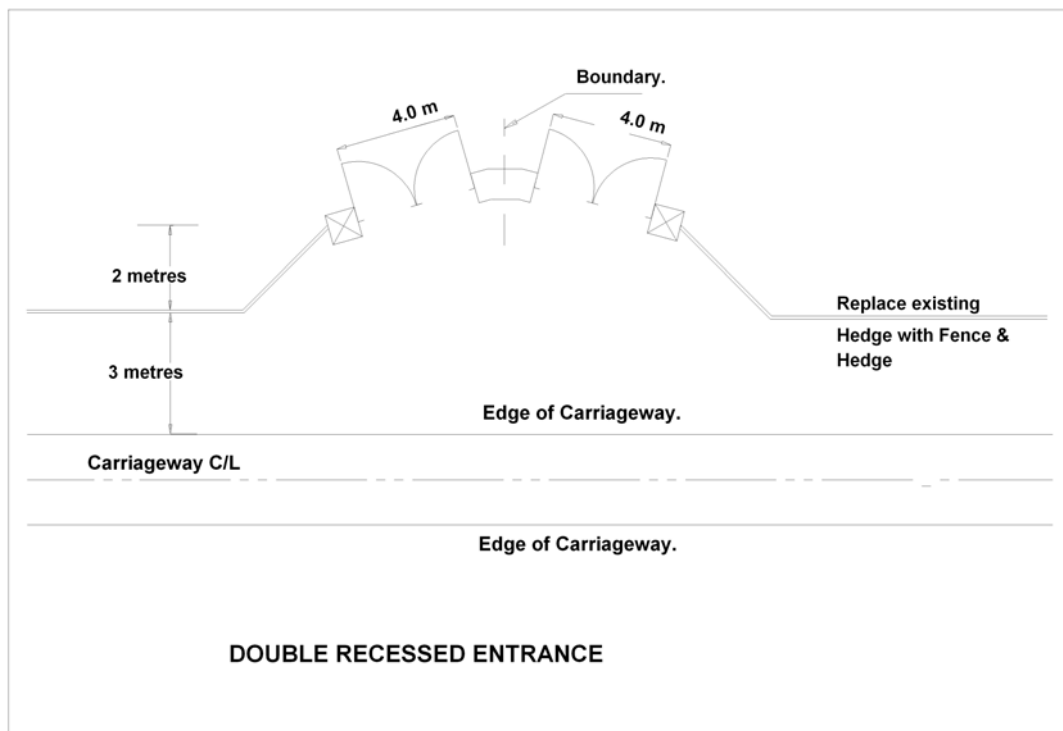 Boundary.
4.0 m
4.0 m
2 metres
Replace existing
Hedge with Fence &
Hedge
3 metres
Edge of Carriageway.
Carriageway C/L
Edge of Carriageway.
DOUBLE RECESSED ENTRANCE